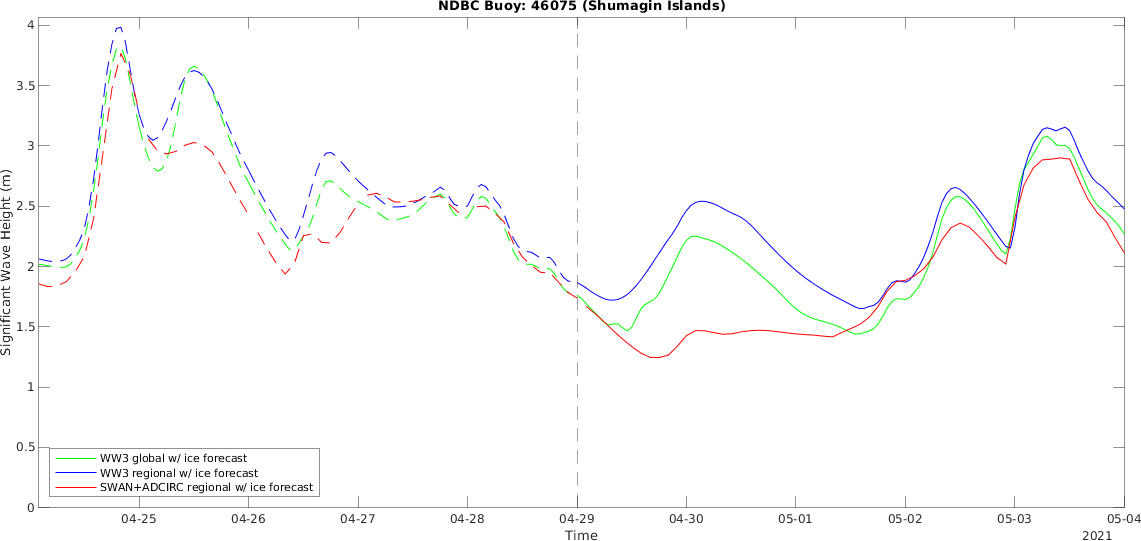 NDBC Buoy: 46075 (Shumagin Islands)
Significant Wave Height (m)
4
3.5
3
2.5
2
1.5
1
0.5
0
WW3 global w/ ice forecast
WW3 regional w/ ice forecast
SWAN+ADCIRC regional w/ ice forecast
04-25 04-26 04-27 04-28 04-29 04-30 05-01 05-02 05-03 05-04
Time
2021